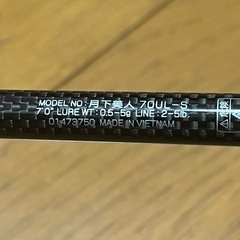 MODEL NO. 月下美人 70UL-S
7'0" LURE WT: 0.5-5g LINE: 2-5lb.
01473750 MADE IN VIETNAM